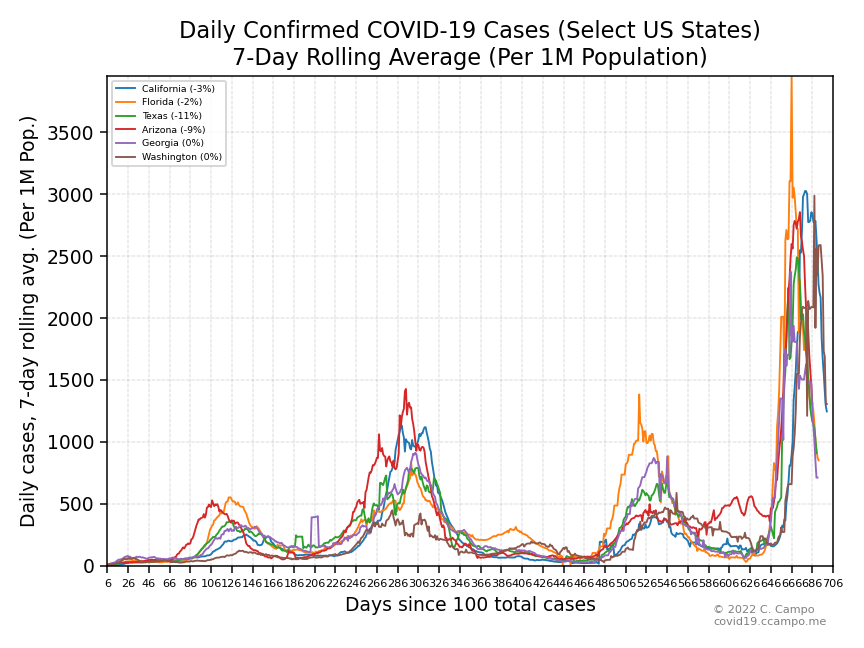 Daily Confirmed COVID-19 Cases (Select US States)
7-Day Rolling Average (Per 1M Population)
Daily cases, 7-day rolling avg. (Per 1M Pop.)
California (-3%)
Florida (-2%)
Texas (-11%)
Arizona (-9%)
Georgia (0%)
Washington (0%)
3500
3000
2500
2000
1500
1000
500
0
6 26 46 66 86 106 126 146 166 186 206 226 246 266 286 306 326 346 366 386 406 426 446 466 486 506 526 546 566 586 606 626 646 666 686 706
Days since 100 total cases
© 2022 C. Campo
covid19.ccampo.me